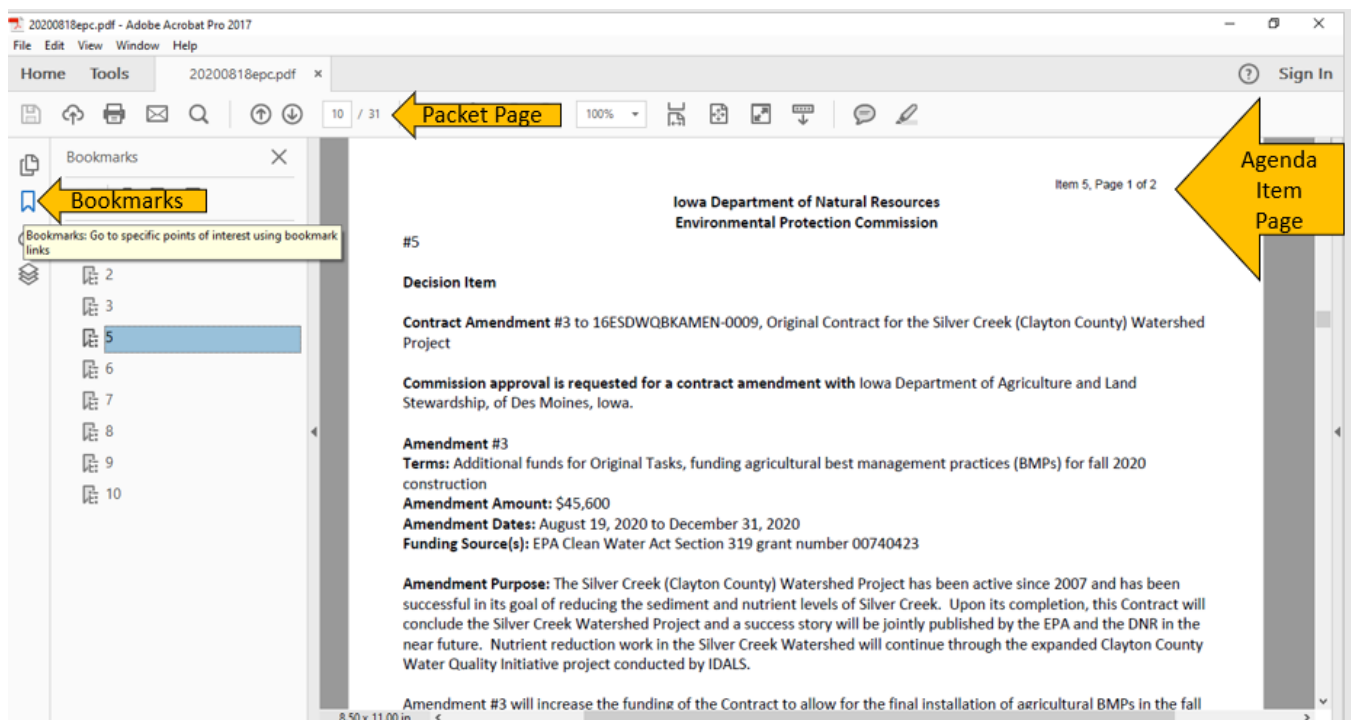 20200818epc.pdf - Adobe Acrobat Pro 2017
File Edit View Window Help
Home Tools 20200818epc.pdf × ? Sign In
10 / 31 Packet Page 100%
Bookmarks
Agenda
Item
Page
Bookmarks
Bookmarks: Go to specific points of interest using bookmark
links
2
3
5
6
7
8
9
10
Item 5, Page 1 of 2
Iowa Department of Natural Resources
Environmental Protection Commission
#5
Decision Item
Contract Amendment #3 to 16ESDWQBKAMEN-0009, Original Contract for the Silver Creek (Clayton County) Watershed
Project
Commission approval is requested for a contract amendment with Iowa Department of Agriculture and Land
Stewardship, of Des Moines, Iowa.
Amendment #3
Terms: Additional funds for Original Tasks, funding agricultural best management practices (BMPs) for fall 2020
construction
Amendment Amount: $45,600
Amendment Dates: August 19, 2020 to December 31, 2020
Funding Source(s): EPA Clean Water Act Section 319 grant number 00740423
Amendment Purpose: The Silver Creek (Clayton County) Watershed Project has been active since 2007 and has been
successful in its goal of reducing the sediment and nutrient levels of Silver Creek. Upon its completion, this Contract will
conclude the Silver Creek Watershed Project and a success story will be jointly published by the EPA and the DNR in the
near future. Nutrient reduction work in the Silver Creek Watershed will continue through the expanded Clayton County
Water Quality Initiative project conducted by IDALS.
Amendment #3 will increase the funding of the Contract to allow for the final installation of agricultural BMPs in the fall
8.50 x 11.00 in